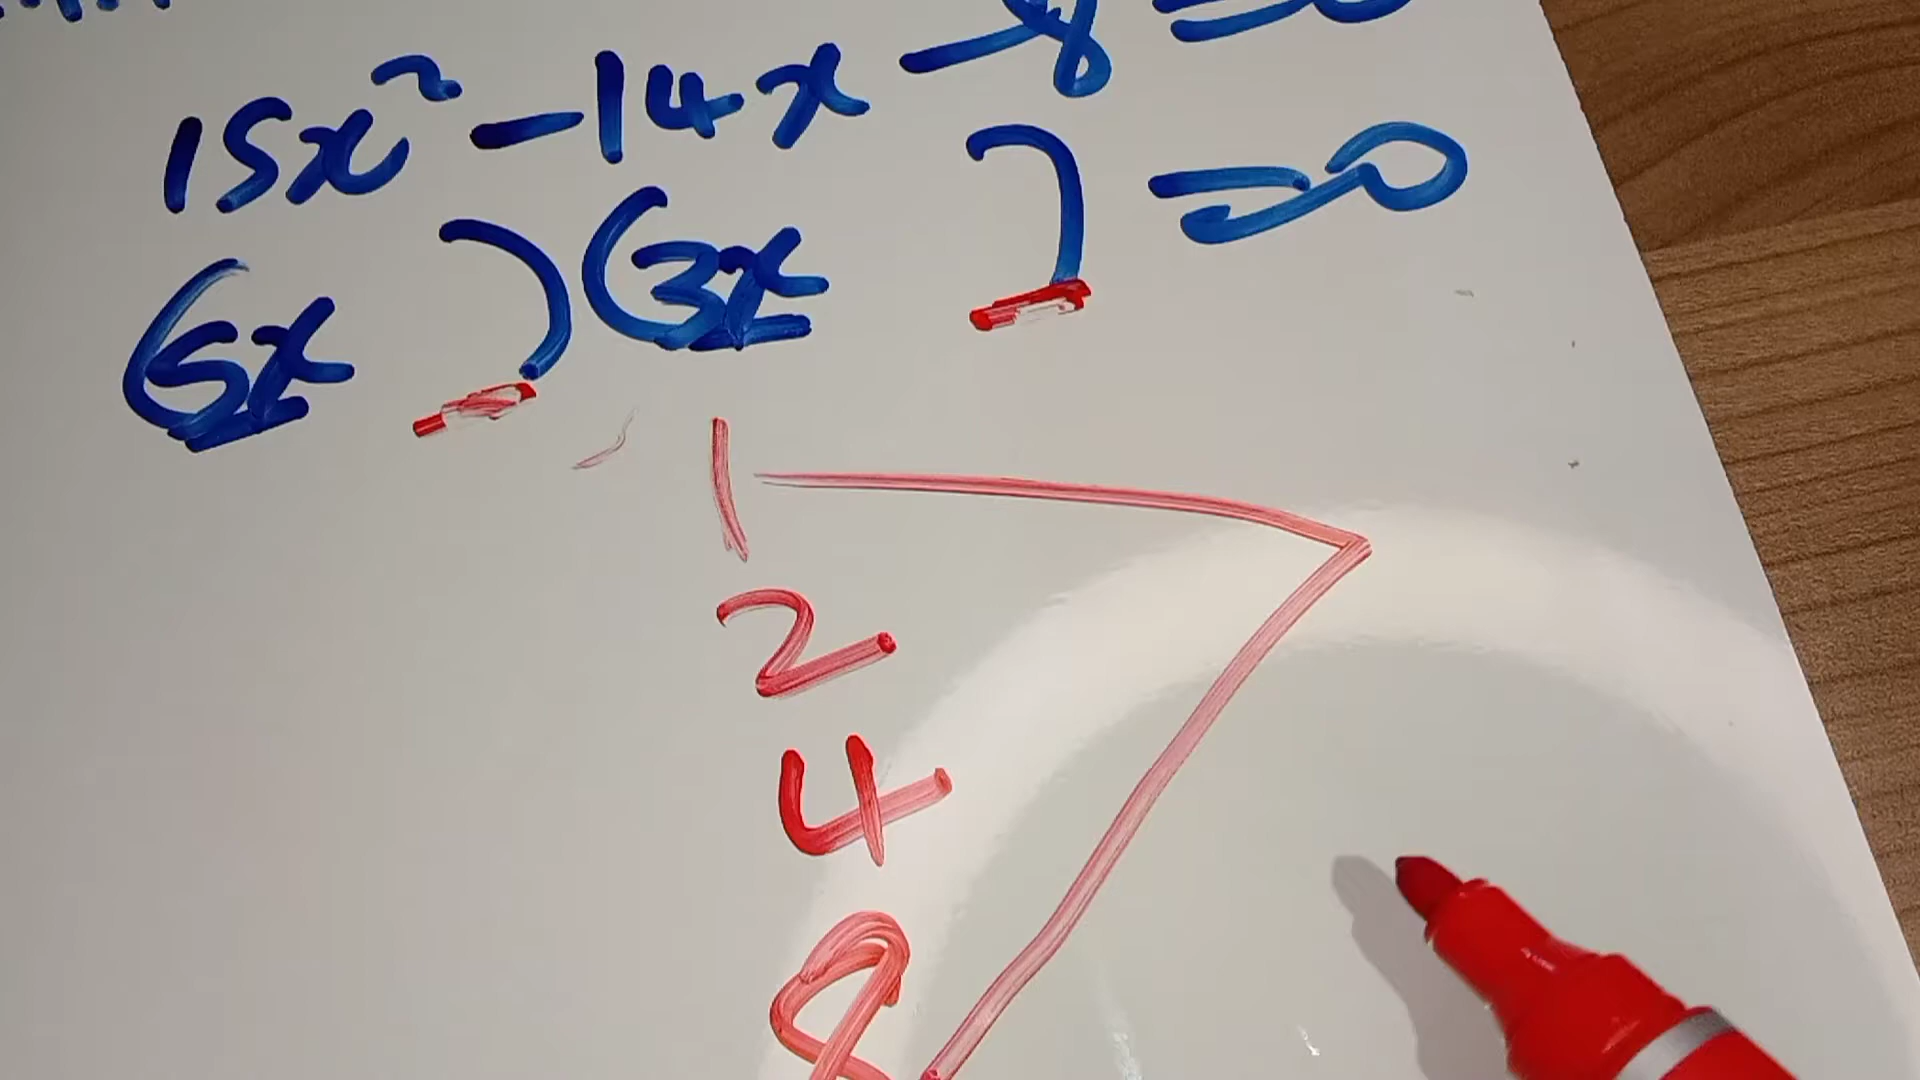 15x² - 14x - 8 = 0
(5x )(3x ) = 0
1
2
4
8